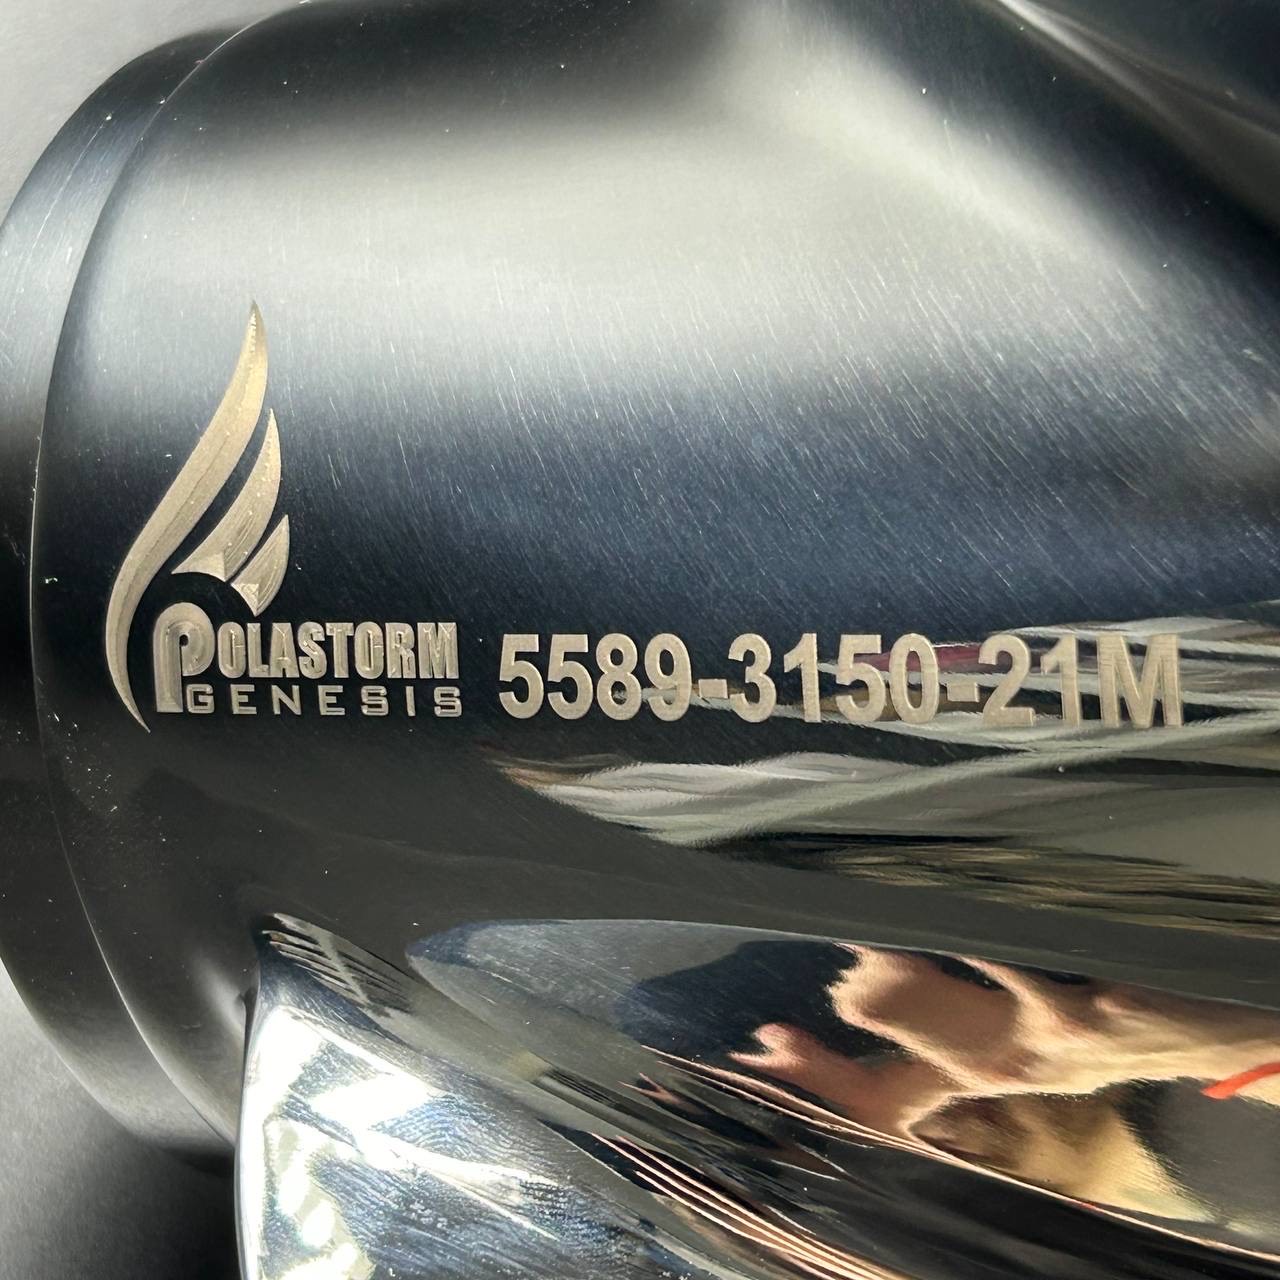 POLASTORM
GENESIS
5589-3150-21M